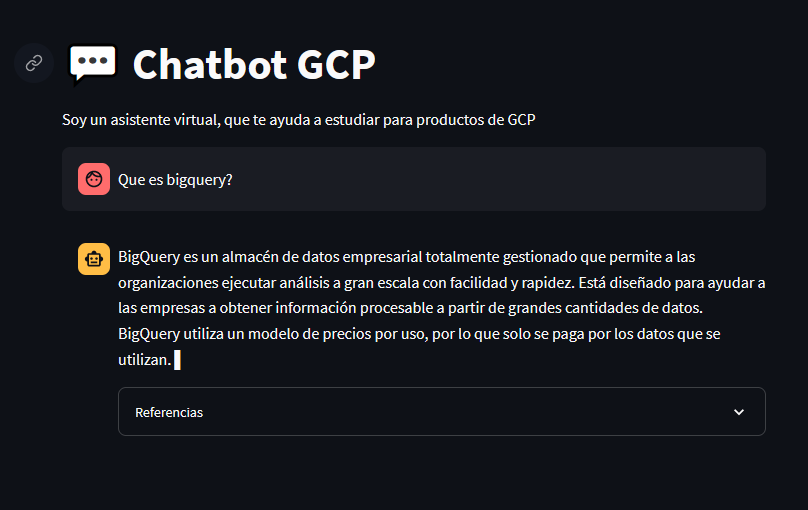 Chatbot GCP
Soy un asistente virtual, que te ayuda a estudiar para productos de GCP
Que es bigquery?
BigQuery es un almacén de datos empresarial totalmente gestionado que permite a las
organizaciones ejecutar análisis a gran escala con facilidad y rapidez. Está diseñado para ayudar a
las empresas a obtener información procesable a partir de grandes cantidades de datos.
BigQuery utiliza un modelo de precios por uso, por lo que solo se paga por los datos que se
utilizan.
Referencias